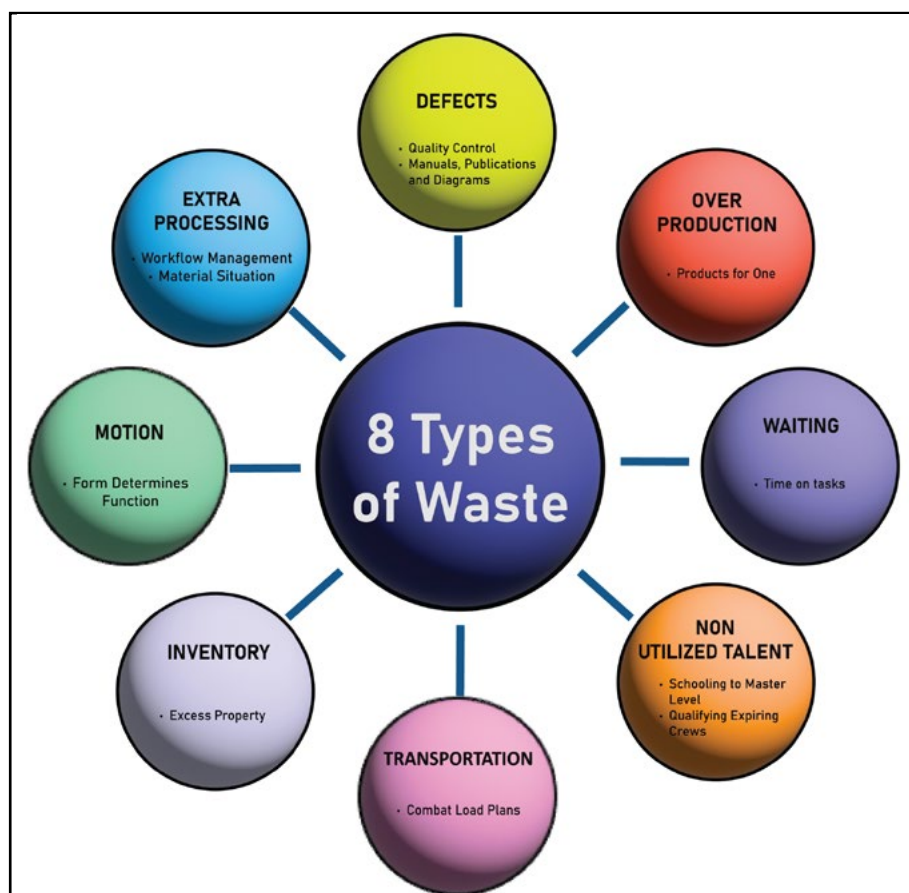 DEFECTS
• Quality Control
• Manuals, Publications
and Diagrams
OVER
PRODUCTION
• Products for One
WAITING
• Time on tasks
NON
UTILIZED TALENT
• Schooling to Master
Level
• Qualifying Expiring
Crews
TRANSPORTATION
• Combat Load Plans
INVENTORY
• Excess Property
MOTION
• Form Determines
Function
EXTRA
PROCESSING
• Workflow Management
• Material Situation
8 Types
of Waste